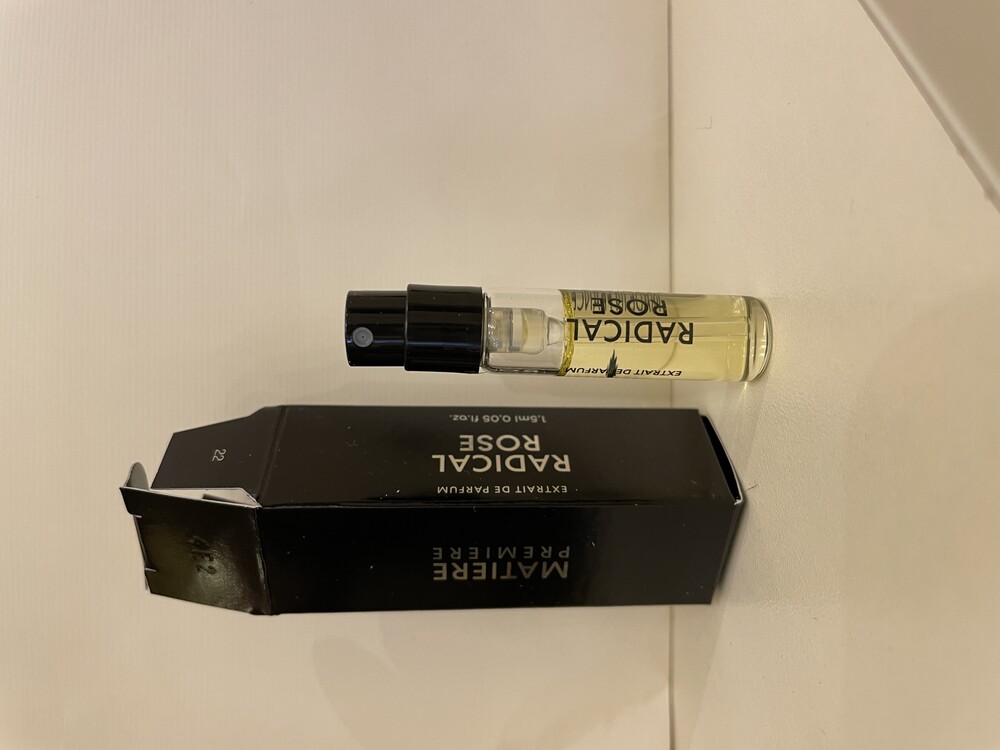 MATIERE
PREMIERE
EXTRAIT DE PARFUM
RADICAL
ROSE
1.5ml 0.05 fl.oz.
22
4F2
EXTRAIT DE PARFUM
RADICAL
ROSE